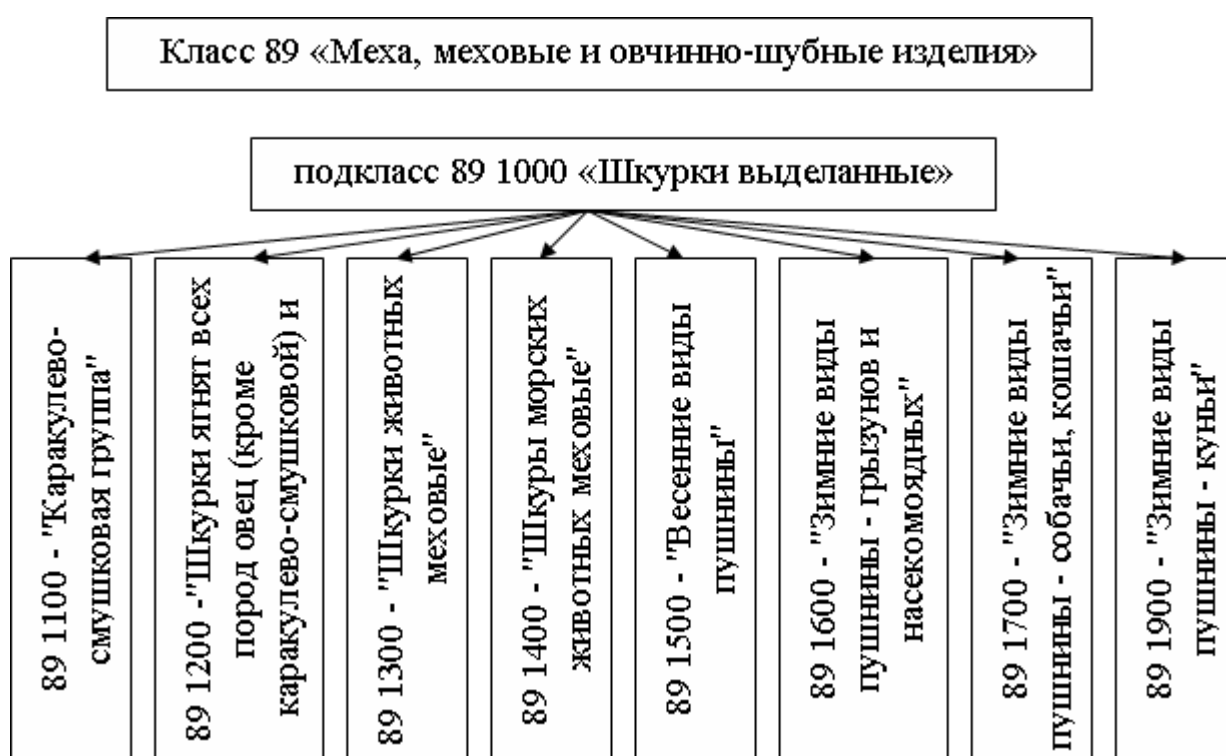 Класс 89 «Меха, меховые и овчинно-шубные изделия»
подкласс 89 1000 «Шкурки выделанные»
89 1100 - "Каракулево-
смушковая группа"
89 1200 -"Шкурки ягнят всех
пород овец (кроме
каракулево-смушковой) и
89 1300 - "Шкурки животных
меховые"
89 1400 - "Шкуры морских
животных меховые"
89 1500 - "Весенние виды
пушнины"
89 1600 - "Зимние виды
пушнины - грызунов и
насекомоядных"
89 1700 - "Зимние виды
пушнины - собачьи, кошачьи"
89 1900 - "Зимние виды
пушнины - куньи"